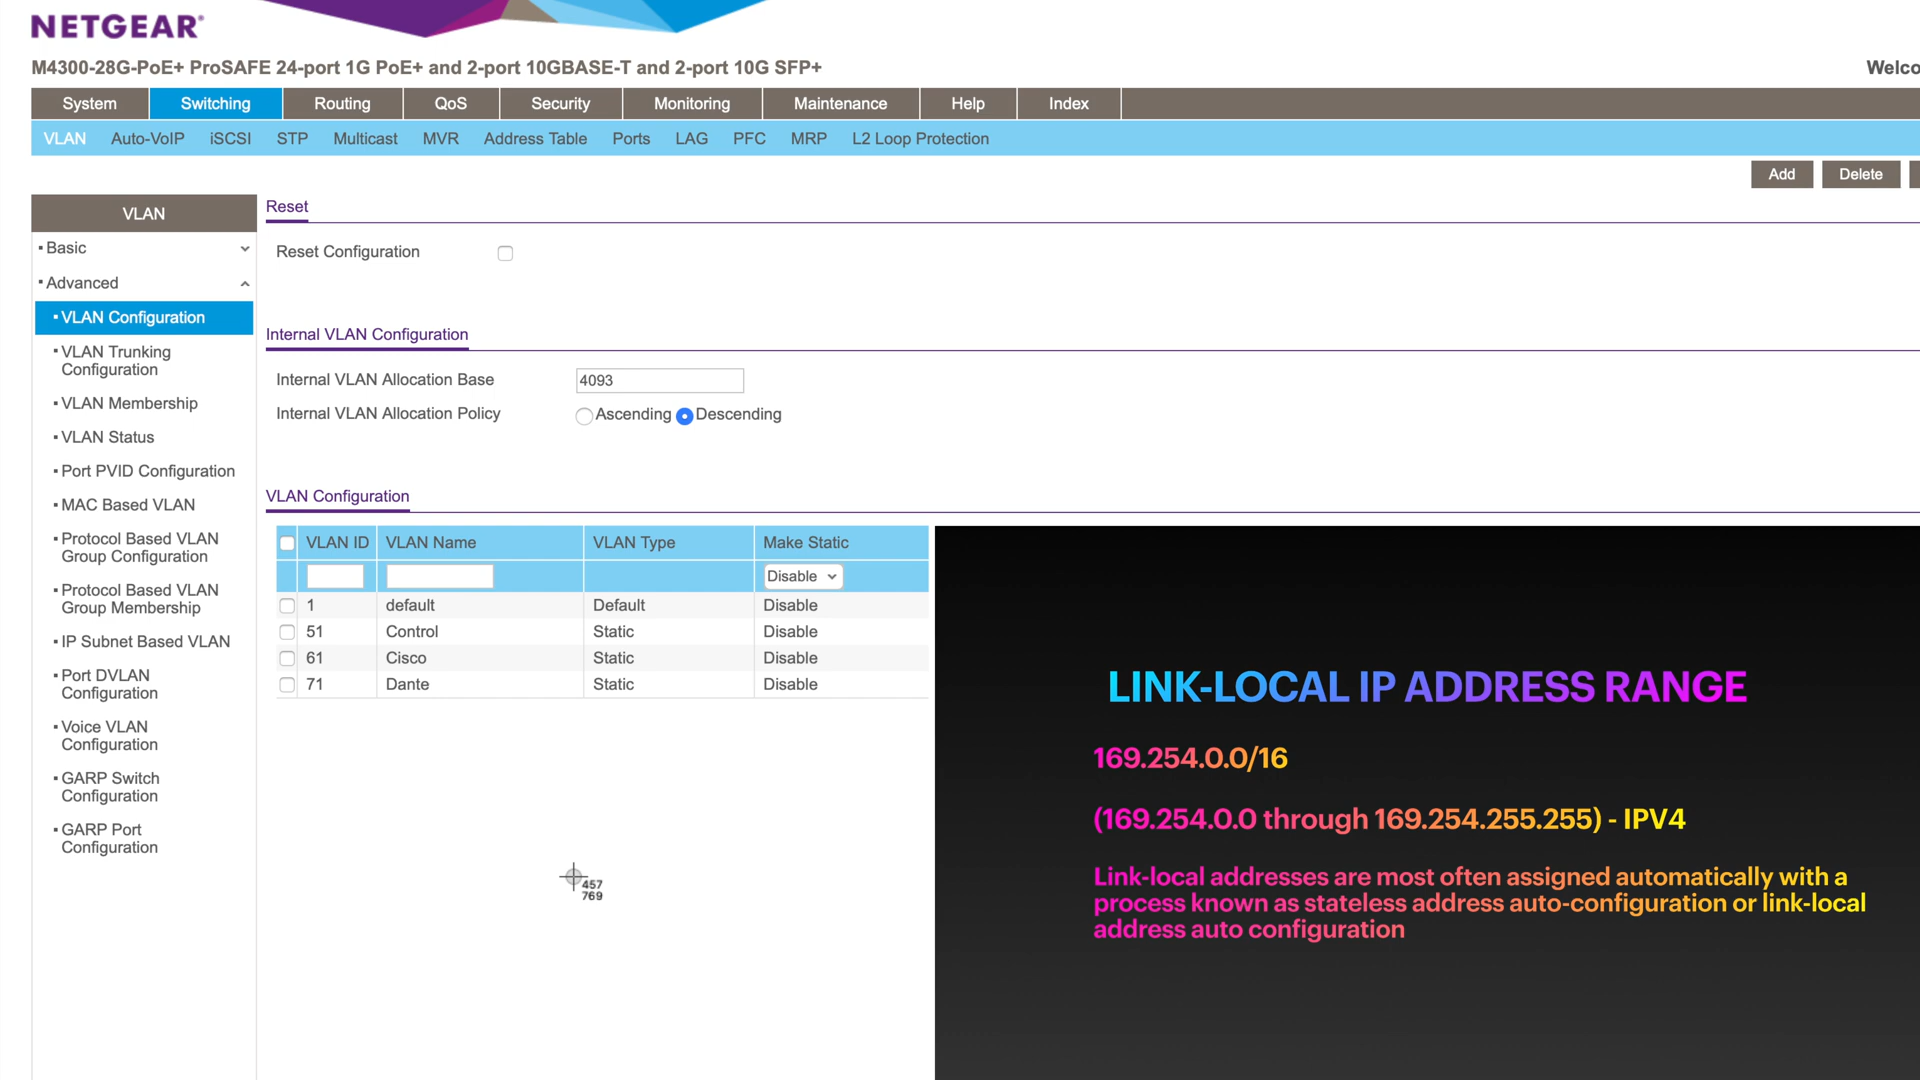 NETGEAR®
M4300-28G-PoE+ ProSAFE 24-port 1G PoE+ and 2-port 10GBASE-T and 2-port 10G SFP+
Welco
System Switching Routing QoS Security Monitoring Maintenance Help Index
VLAN Auto-VoIP iSCSI STP Multicast MVR Address Table Ports LAG PFC MRP L2 Loop Protection
Add Delete
VLAN
Basic
Advanced
VLAN Configuration
VLAN Trunking
Configuration
VLAN Membership
VLAN Status
Port PVID Configuration
MAC Based VLAN
Protocol Based VLAN
Group Configuration
Protocol Based VLAN
Group Membership
IP Subnet Based VLAN
Port DVLAN
Configuration
Voice VLAN
Configuration
GARP Switch
Configuration
GARP Port
Configuration
Reset
Reset Configuration
Internal VLAN Configuration
Internal VLAN Allocation Base 4093
Internal VLAN Allocation Policy Ascending Descending
VLAN Configuration
VLAN ID VLAN Name VLAN Type Make Static
Disable
1 default Default Disable
51 Control Static Disable
61 Cisco Static Disable
71 Dante Static Disable
457
769
LINK-LOCAL IP ADDRESS RANGE
169.254.0.0/16
(169.254.0.0 through 169.254.255.255) - IPV4
Link-local addresses are most often assigned automatically with a
process known as stateless address auto-configuration or link-local
address auto configuration